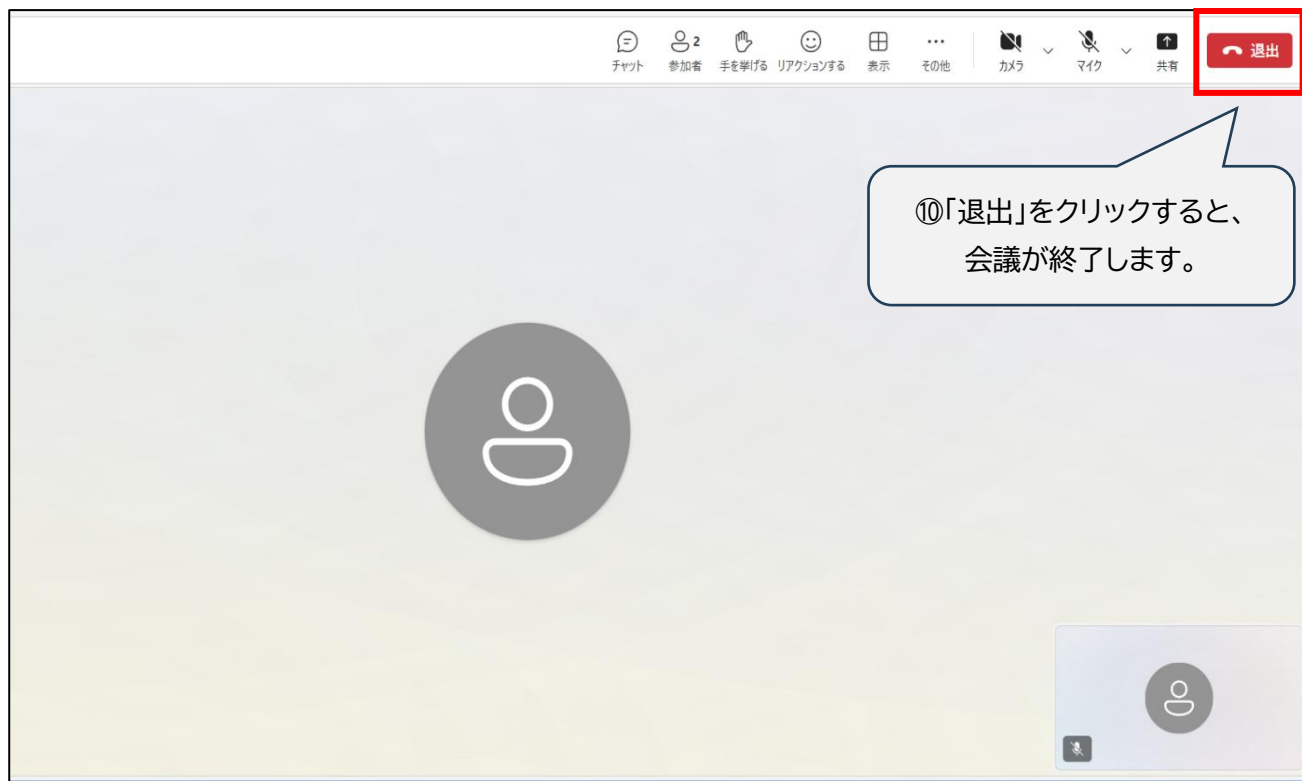 チャット
参加者 2
手を挙げる
リアクションする
表示
その他
カメラ
マイク
共有
退出
⑩「退出」をクリックすると、
会議が終了します。